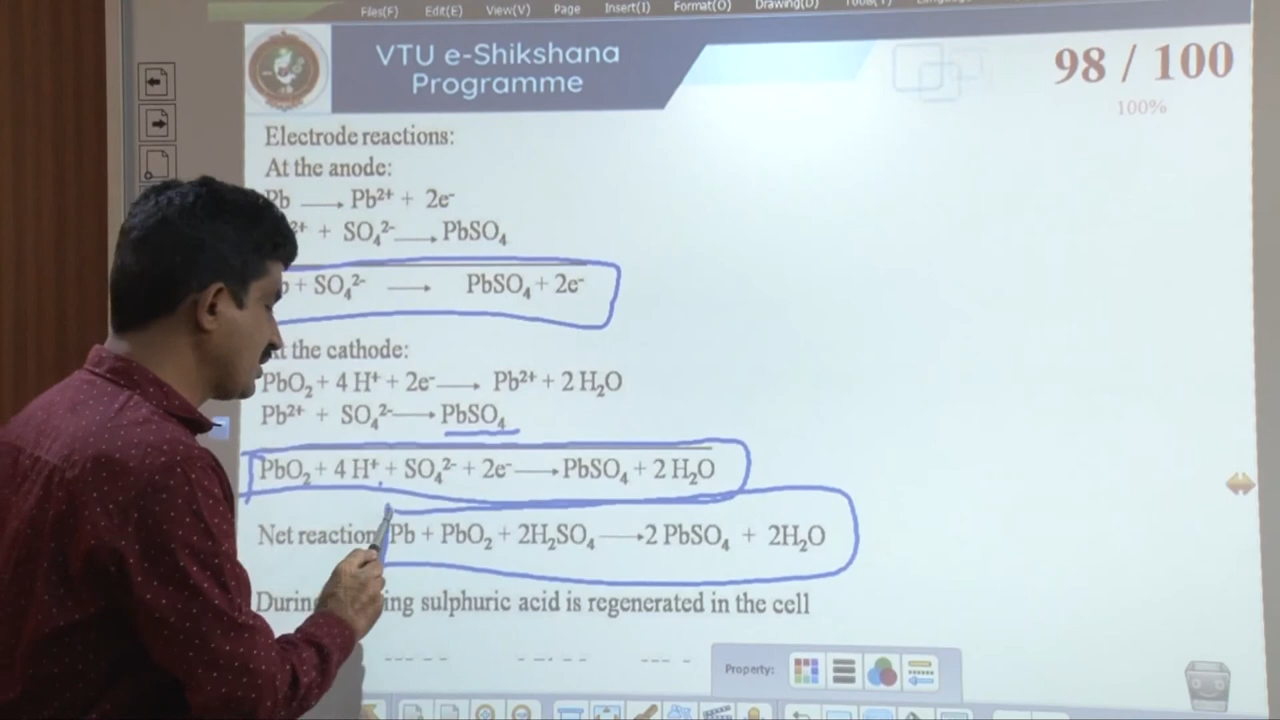 Files(F) Edit(E) View(V) Page Insert(I) Format(O) Drawing(D)
VTU e-Shikshana
Programme
98 / 100
100%
Electrode reactions:
At the anode:
Pb ⟶ Pb²⁺ + 2e⁻
²⁺ + SO₄²⁻ ⟶ PbSO₄
+ SO₄²⁻ ⟶ PbSO₄ + 2e⁻
At the cathode:
PbO₂ + 4 H⁺ + 2e⁻ ⟶ Pb²⁺ + 2 H₂O
Pb²⁺ + SO₄²⁻ ⟶ PbSO₄
PbO₂ + 4 H⁺ + SO₄²⁻ + 2e⁻ ⟶ PbSO₄ + 2 H₂O
Net reaction Pb + PbO₂ + 2H₂SO₄ ⟶ 2 PbSO₄ + 2H₂O
Durin ing sulphuric acid is regenerated in the cell
Property: